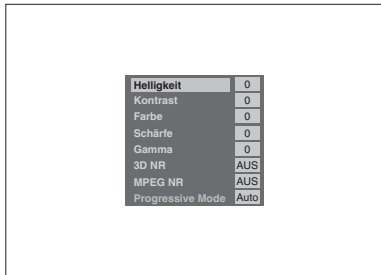 Helligkeit 0
Kontrast 0
Farbe 0
Schärfe 0
Gamma 0
3D NR AUS
MPEG NR AUS
Progressive Mode Auto